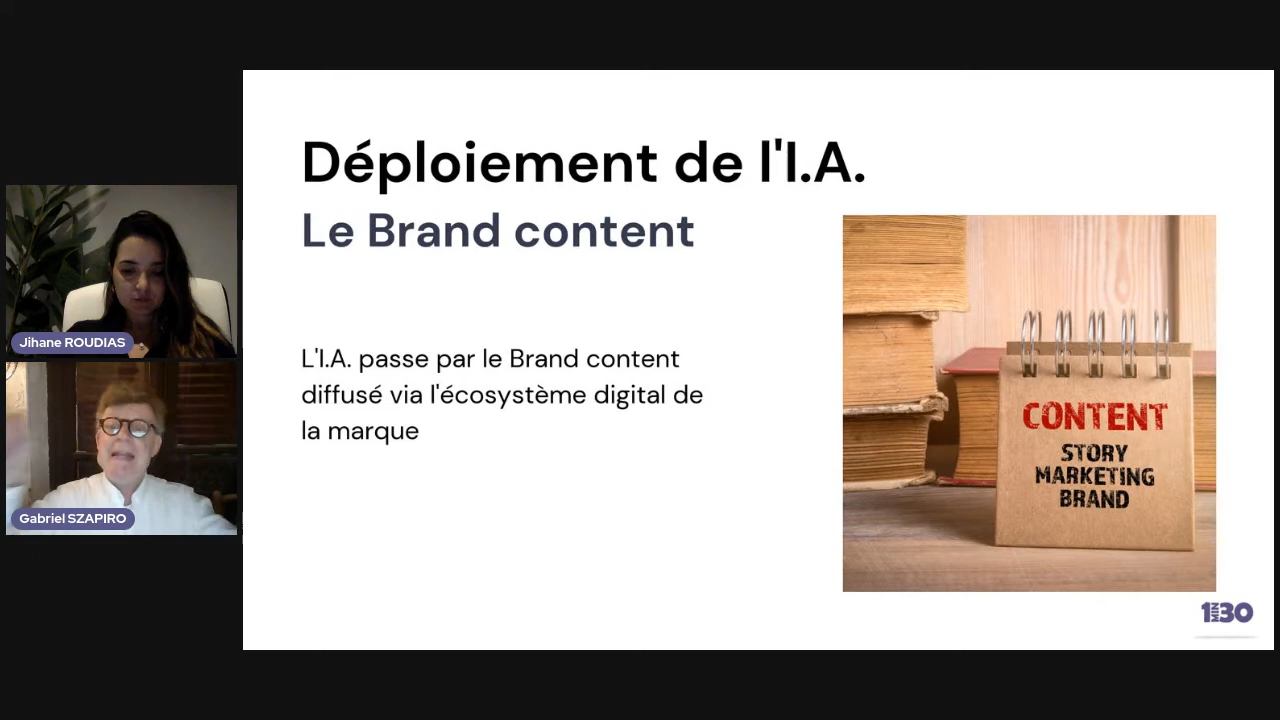 Déploiement de l'I.A.
Le Brand content
L'I.A. passe par le Brand content
diffusé via l'écosystème digital de
la marque
CONTENT
STORY
MARKETING
BRAND
1MIN30
Jihane ROUDIAS
Gabriel SZAPIRO